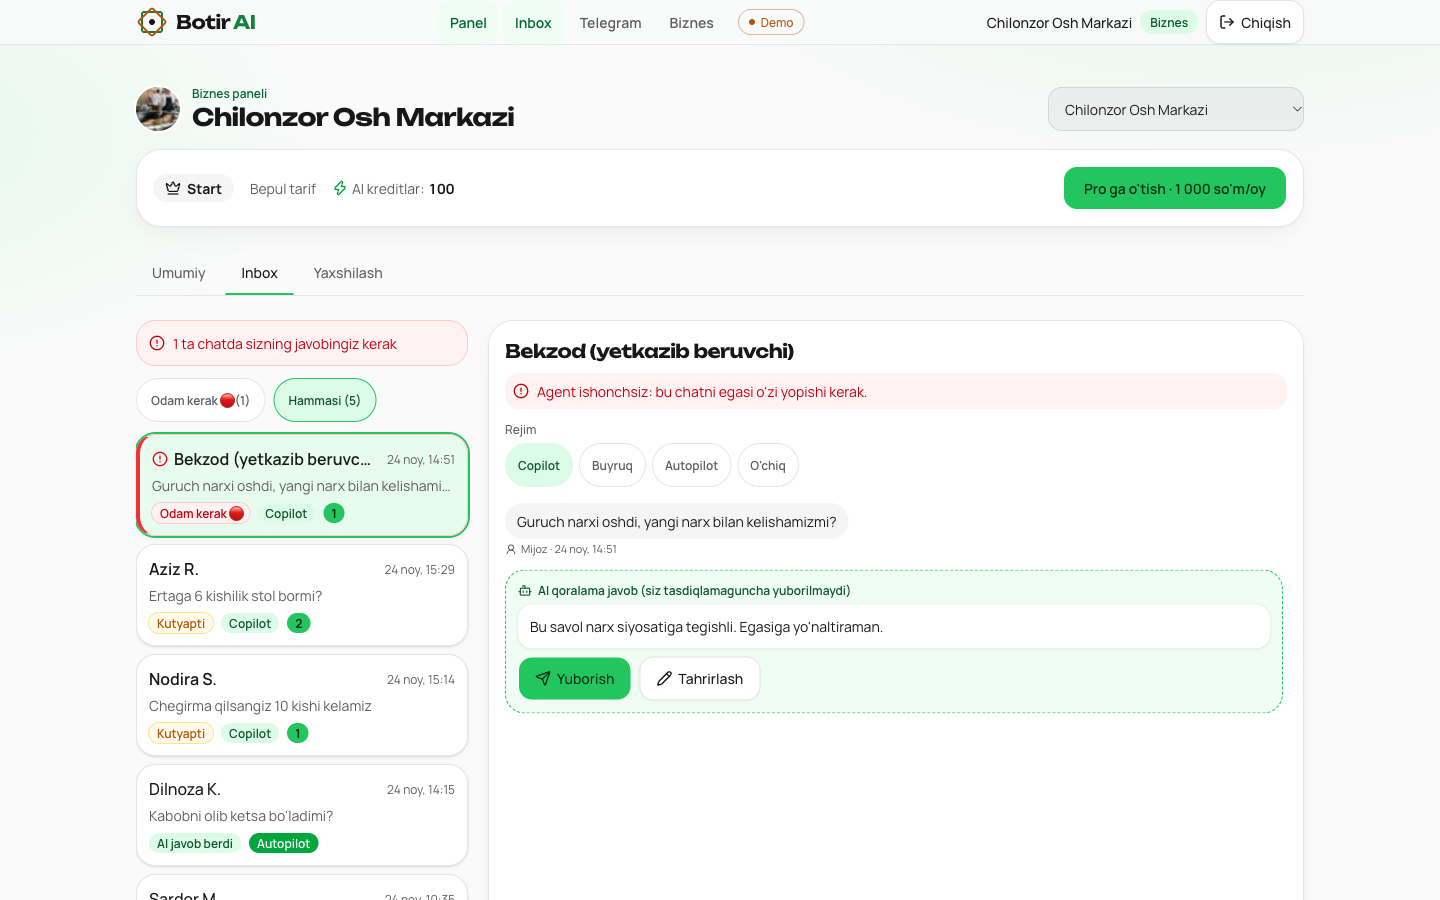 Botir AI
Panel
Inbox
Telegram
Biznes
Demo
Chilonzor Osh Markazi
Biznes
Chiqish
Biznes paneli
Chilonzor Osh Markazi
Chilonzor Osh Markazi
Start
Bepul tarif
AI kreditlar: 100
Pro ga o'tish · 1 000 so'm/oy
Umumiy
Inbox
Yaxshilash
1 ta chatda sizning javobingiz kerak
Odam kerak 🔴(1)
Hammasi (5)
Bekzod (yetkazib beruvc…
24 noy, 14:51
Guruch narxi oshdi, yangi narx bilan kelishami…
Odam kerak 🔴
Copilot
1
Aziz R.
24 noy, 15:29
Ertaga 6 kishilik stol bormi?
Kutyapti
Copilot
2
Nodira S.
24 noy, 15:14
Chegirma qilsangiz 10 kishi kelamiz
Kutyapti
Copilot
1
Dilnoza K.
24 noy, 14:15
Kabobni olib ketsa bo'ladimi?
AI javob berdi
Autopilot
Sardor M.
24 noy, 10:35
Bekzod (yetkazib beruvchi)
Agent ishonchsiz: bu chatni egasi o'zi yopishi kerak.
Rejim
Copilot
Buyruq
Autopilot
O'chiq
Guruch narxi oshdi, yangi narx bilan kelishamizmi?
Mijoz · 24 noy, 14:51
AI qoralama javob (siz tasdiqlamaguncha yuborilmaydi)
Bu savol narx siyosatiga tegishli. Egasiga yo'naltiraman.
Yuborish
Tahrirlash